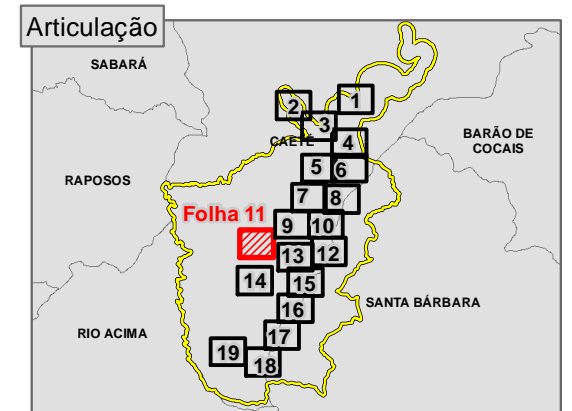 Articulação
SABARÁ
1
2
3
BARÃO DE
COCAIS
CAETÉ
4
5
6
RAPOSOS
7
8
Folha 11
9
10
13
12
14
15
SANTA BÁRBARA
16
RIO ACIMA
17
19
18